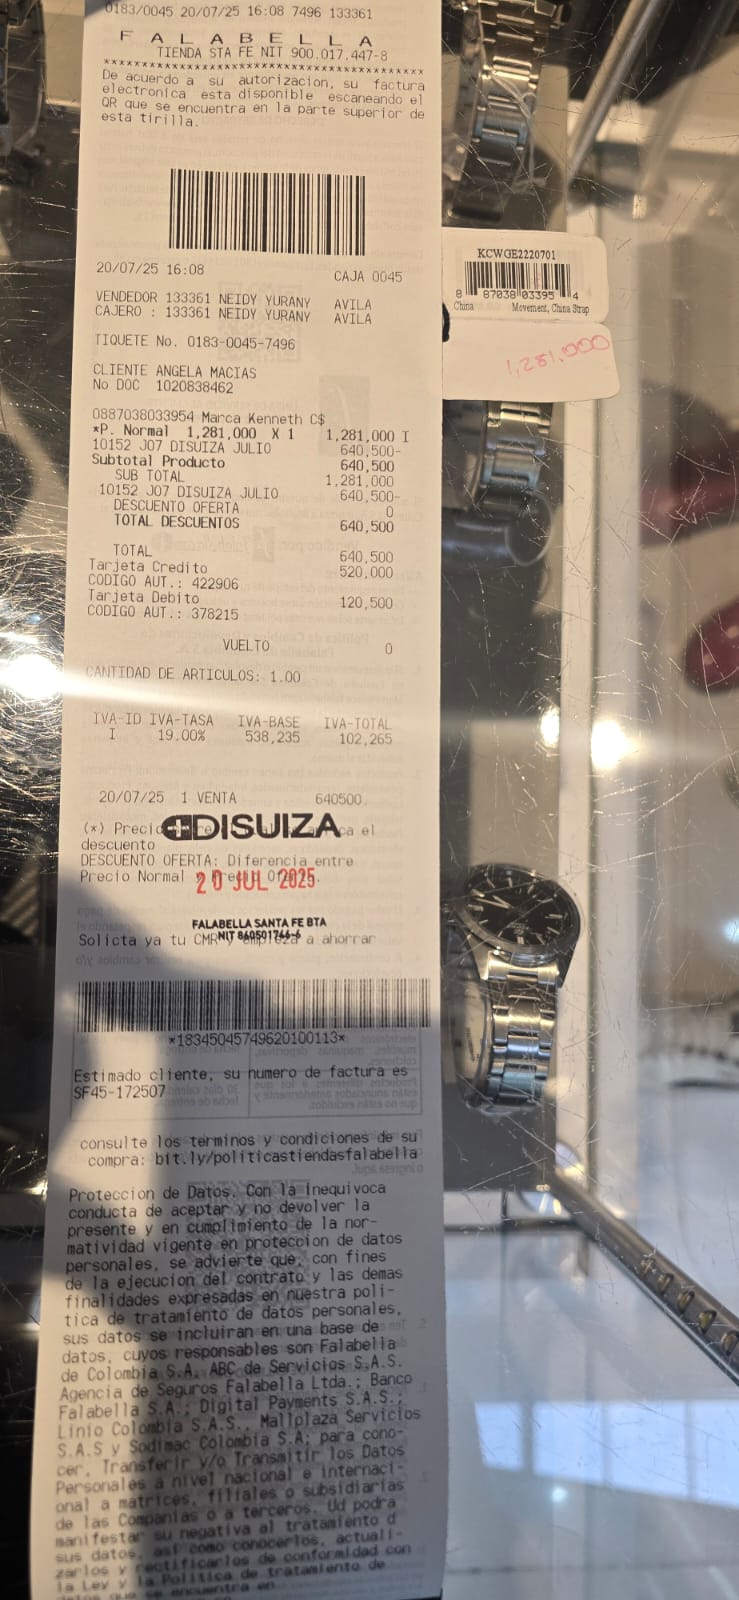 0183/0045 20/07/25 16:08 7496 133361
FALABELLA
TIENDA STA FE NIT 900.017.447-8
****************************************
De acuerdo a su autorizacion, su factura
electronica esta disponible escaneando el
QR que se encuentra en la parte superior de
esta tirilla.
20/07/25 16:08 CAJA 0045
VENDEDOR 133361 NEIDY YURANY AVILA
CAJERO : 133361 NEIDY YURANY AVILA
TIQUETE No. 0183-0045-7496
CLIENTE ANGELA MACIAS
No DOC 1020838462
0887038033954 Marca Kenneth C$
*P. Normal 1,281,000 X 1 1,281,000 I
10152 J07 DISUIZA JULIO 640,500-
Subtotal Producto 640,500
SUB TOTAL 1,281,000
10152 J07 DISUIZA JULIO 640,500-
DESCUENTO OFERTA 0
TOTAL DESCUENTOS 640,500
TOTAL 640,500
Tarjeta Credito 520,000
CODIGO AUT.: 422906
Tarjeta Debito 120,500
CODIGO AUT.: 378215
VUELTO 0
CANTIDAD DE ARTICULOS: 1.00
IVA-ID IVA-TASA IVA-BASE IVA-TOTAL
I 19.00% 538,235 102,265
20/07/25 1 VENTA 640500
(*) Preci ca el
DISUIZA
descuento
DESCUENTO OFERTA: Diferencia entre
Precio Normal
20 JUL 2025
FALABELLA SANTA FE BTA
NIT 860501766-6
Solicta ya tu CMR a ahorrar
*18345045749620100113*
Estimado cliente, su numero de factura es
SF45-172507
consulte los terminos y condiciones de su
compra: bit.ly/politicastiendasfalabella
Proteccion de Datos. Con la inequivoca
conducta de aceptar y no devolver la
presente y en cumplimiento de la nor-
matividad vigente en proteccion de datos
personales, se advierte que, con fines
de la ejecucion del contrato y las demas
finalidades expresadas en nuestra poli-
tica de tratamiento de datos personales,
sus datos se incluiran en una base de
datos, cuyos responsables son Falabella
de Colombia S.A. ABC de Servicios S.A.S.
Agencia de Seguros Falabella Ltda.; Banco
Falabella S.A.; Digital Payments S.A.S.;
Linio Colombia S.A.S., Mallplaza Servicios
S.A.S y Sodimac Colombia S.A; para cono-
cer, Transferir y/o Transmitir los Datos
Personales a nivel nacional e internaci-
onal a matrices, filiales o subsidiarias
de las Companias o a terceros. Ud podra
manifestar su negativa al tratamiento d
sus datos, asi como conocerlos, actuali-
zarlos y rectificarlos de conformidad con
la Ley y la Politica de tratamiento de
datos que se encuentra en
KCWGE2220701
8 87038 03395 4
China Movement, China Strap
1,281,000